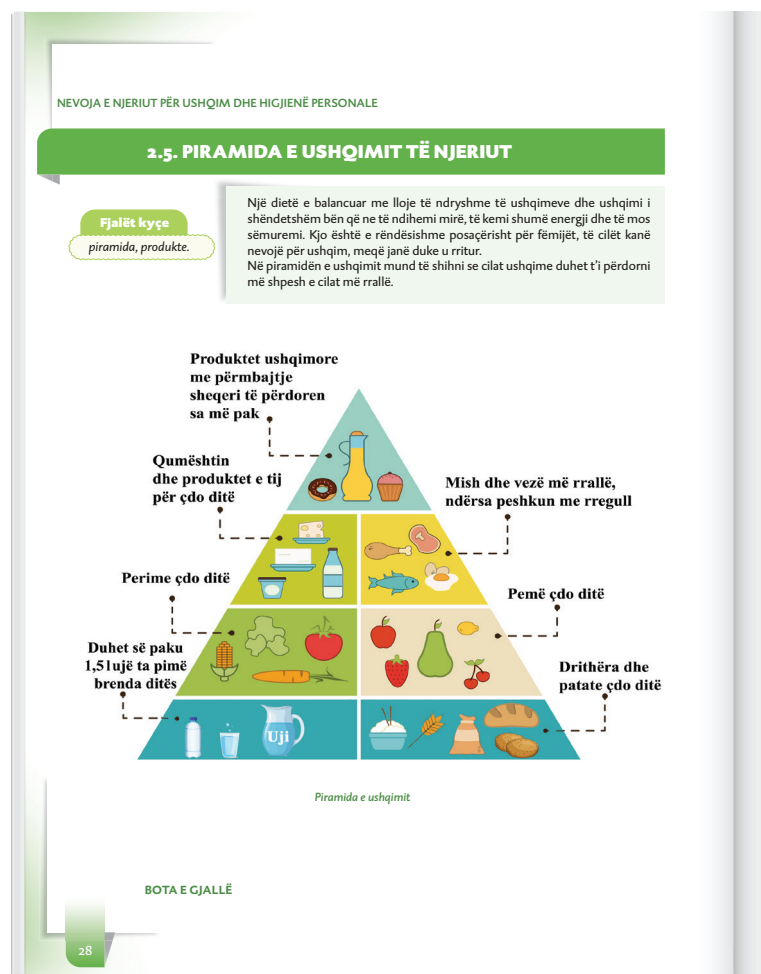 NEVOJA E NJERIUT PËR USHQIM DHE HIGJIENË PERSONALE
2.5. PIRAMIDA E USHQIMIT TË NJERIUT
Fjalët kyçe
piramida, produkte.
Një dietë e balancuar me lloje të ndryshme të ushqimeve dhe ushqimi i
shëndetshëm bën që ne të ndihemi mirë, të kemi shumë energji dhe të mos
sëmuremi. Kjo është e rëndësishme posaçërisht për fëmijët, të cilët kanë
nevojë për ushqim, meqë janë duke u rritur.
Në piramidën e ushqimit mund të shihni se cilat ushqime duhet t'i përdorni
më shpesh e cilat më rrallë.
Produktet ushqimore
me përmbajtje
sheqeri të përdoren
sa më pak
Qumështin
dhe produktet e tij
për çdo ditë
Mish dhe vezë më rrallë,
ndërsa peshkun me rregull
Perime çdo ditë
Pemë çdo ditë
Duhet së paku
1,5 l ujë ta pimë
brenda ditës
Drithëra dhe
patate çdo ditë
Uji
Piramida e ushqimit
BOTA E GJALLË
28